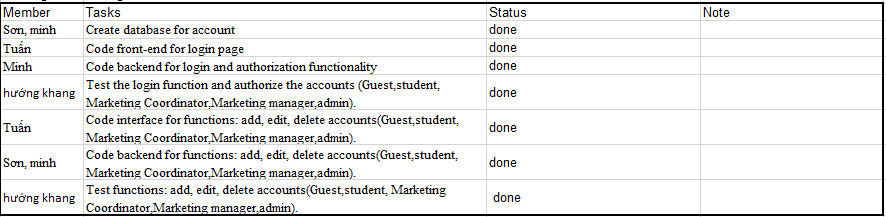 Member Tasks Status Note
Sơn, minh Create database for account done
Tuấn Code front-end for login page done
Minh Code backend for login and authorization functionality done
hướng khang Test the login function and authorize the accounts (Guest,student, done
Marketing Coordinator,Marketing manager,admin).
Tuấn Code interface for functions: add, edit, delete accounts(Guest,student, done
Marketing Coordinator,Marketing manager,admin).
Sơn, minh Code backend for functions: add, edit, delete accounts(Guest,student, done
Marketing Coordinator,Marketing manager,admin).
hướng khang Test functions: add, edit, delete accounts(Guest,student, Marketing done
Coordinator,Marketing manager,admin).